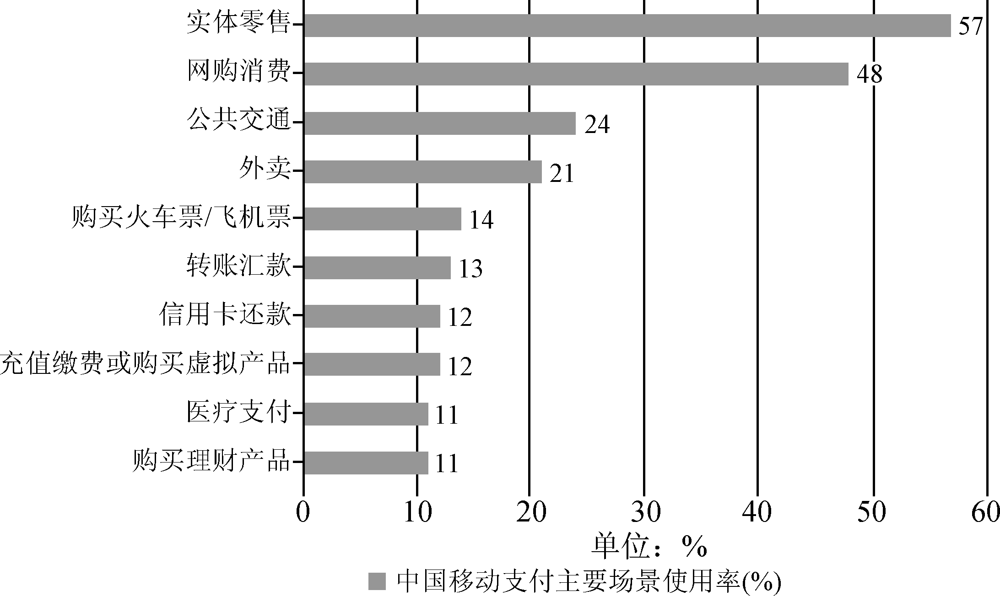 实体零售 57
网购消费 48
公共交通 24
外卖 21
购买火车票/飞机票 14
转账汇款 13
信用卡还款 12
充值缴费或购买虚拟产品 12
医疗支付 11
购买理财产品 11
0 10 20 30 40 50 60
单位：%
中国移动支付主要场景使用率(%)